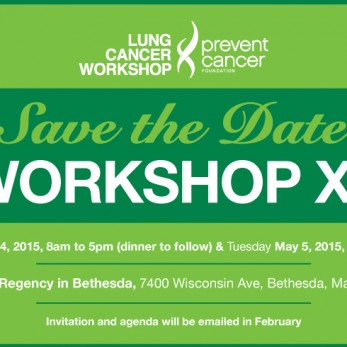 LUNG
CANCER
WORKSHOP
prevent
cancer
FOUNDATION
Save the Date
WORKSHOP X
4, 2015, 8am to 5pm (dinner to follow) & Tuesday May 5, 2015,
Regency in Bethesda, 7400 Wisconsin Ave, Bethesda, Ma
Invitation and agenda will be emailed in February